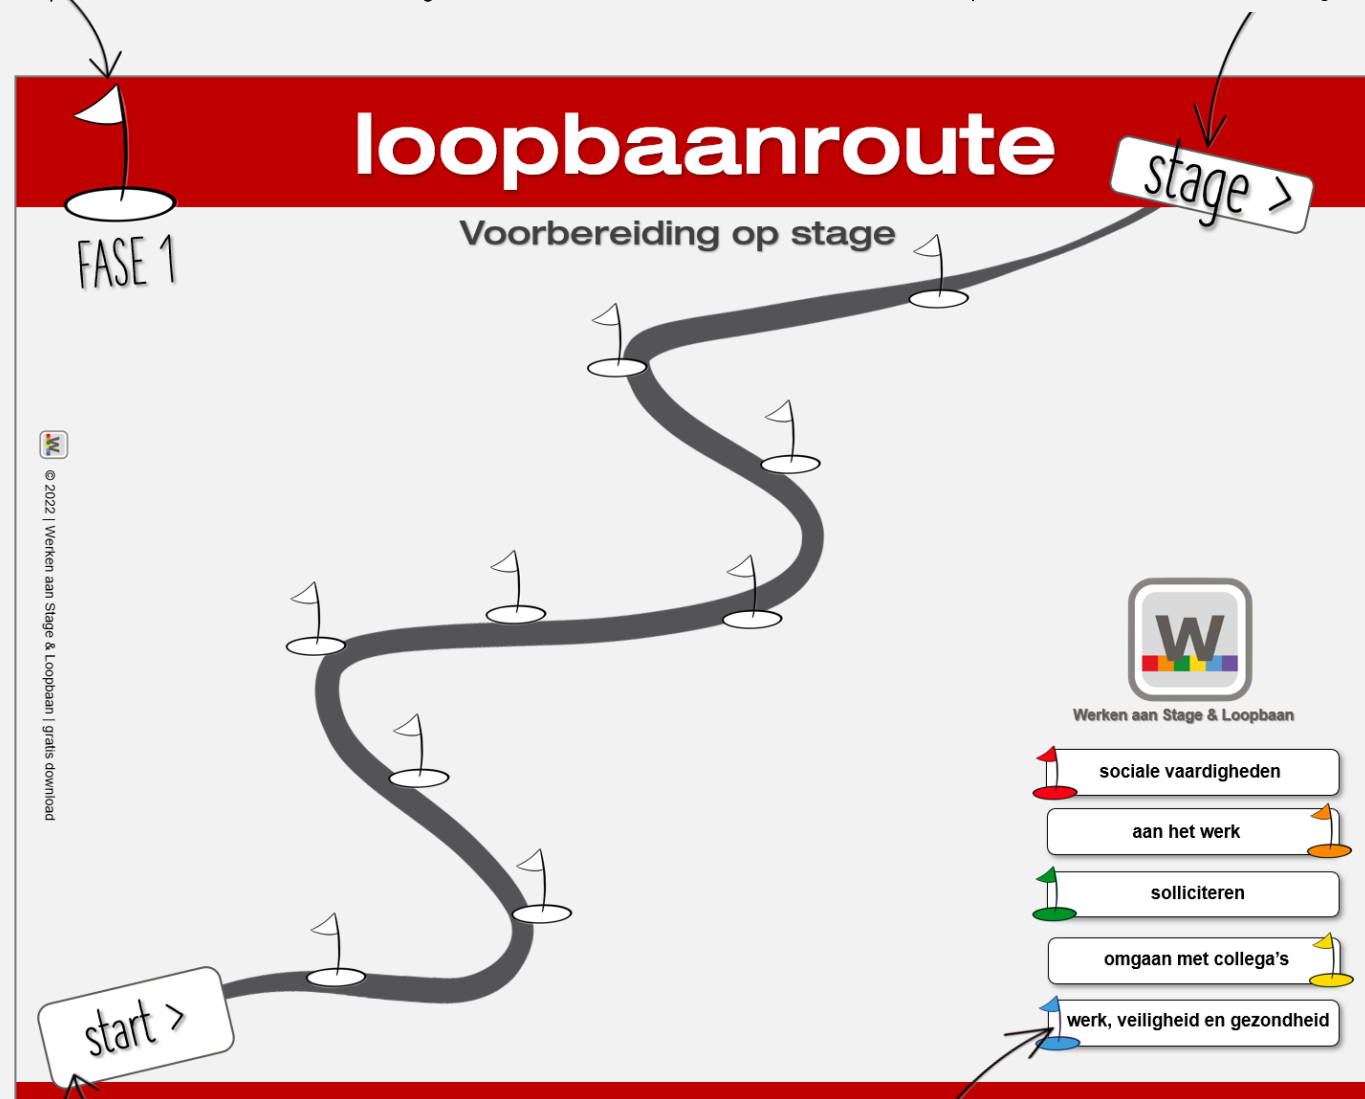 loopbaanroute
stage >
Voorbereiding op stage
FASE 1
© 2022 | Werken aan Stage & Loopbaan | gratis download
W
Werken aan Stage & Loopbaan
sociale vaardigheden
aan het werk
solliciteren
omgaan met collega's
werk, veiligheid en gezondheid
start >